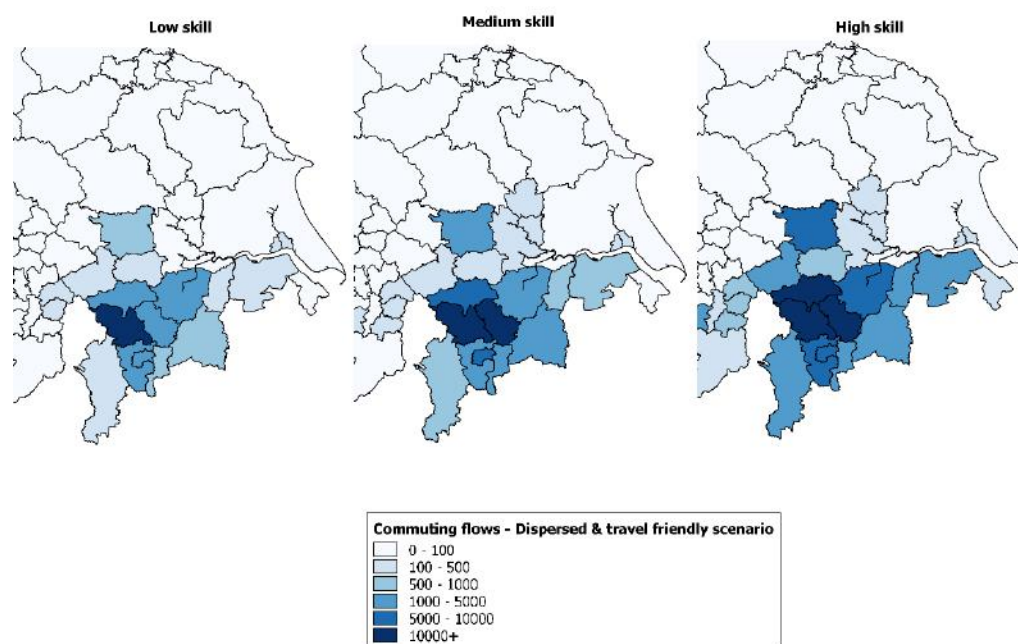 Low skill
Medium skill
High skill
Commuting flows - Dispersed & travel friendly scenario
0 - 100
100 - 500
500 - 1000
1000 - 5000
5000 - 10000
10000+